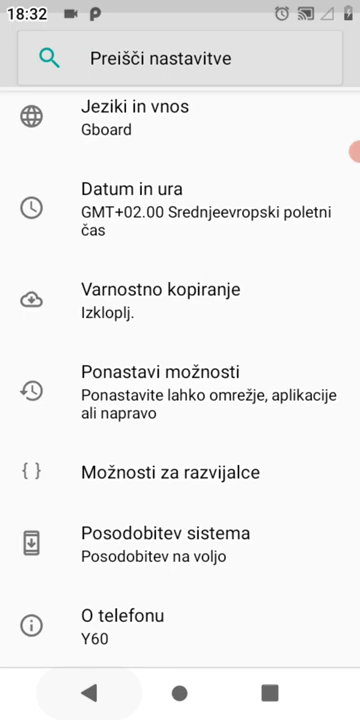 18:32
Preišči nastavitve
Jeziki in vnos
Gboard
Datum in ura
GMT+02.00 Srednjeevropski poletni
čas
Varnostno kopiranje
Izkloplj.
Ponastavi možnosti
Ponastavite lahko omrežje, aplikacije
ali napravo
Možnosti za razvijalce
Posodobitev sistema
Posodobitev na voljo
O telefonu
Y60